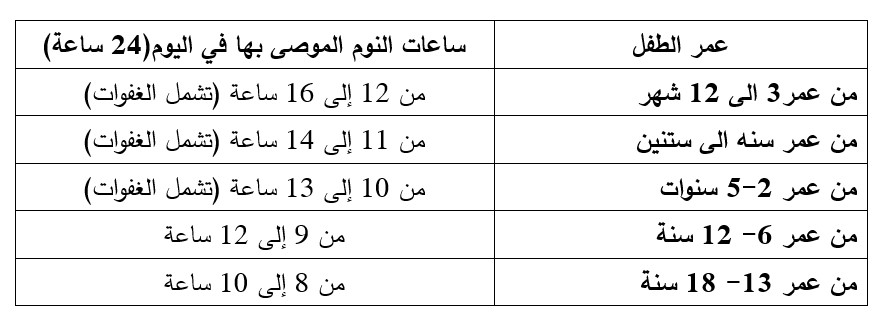 عمر الطفل ساعات النوم الموصى بها في اليوم(24 ساعة)
من عمر3 الى 12 شهر من 12 إلى 16 ساعة (تشمل الغفوات)
من عمر سنه الى ستنين من 11 إلى 14 ساعة (تشمل الغفوات)
من عمر 2-5 سنوات من 10 إلى 13 ساعة (تشمل الغفوات)
من عمر 6- 12 سنة من 9 إلى 12 ساعة
من عمر 13- 18 سنة من 8 إلى 10 ساعة